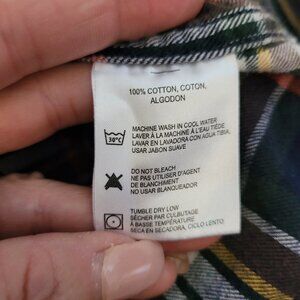 100% COTTON, COTON,
ALGODON
MACHINE WASH IN COOL WATER
LAVER À LA MACHINE À L'EAU TIÈDE,
LAVAR EN LAVADORA CON AGUA TIBIA,
USAR JABON SUAVE
30°C
DO NOT BLEACH
NE PAS UTILISER D'AGENT
DE BLANCHIMENT
NO USAR BLANQUEADOR
TUMBLE DRY LOW
SÉCHER PAR CULBUTAGE
À BASSE TEMPÉRATURE
SECA EN SECADORA, CICLO LENTO